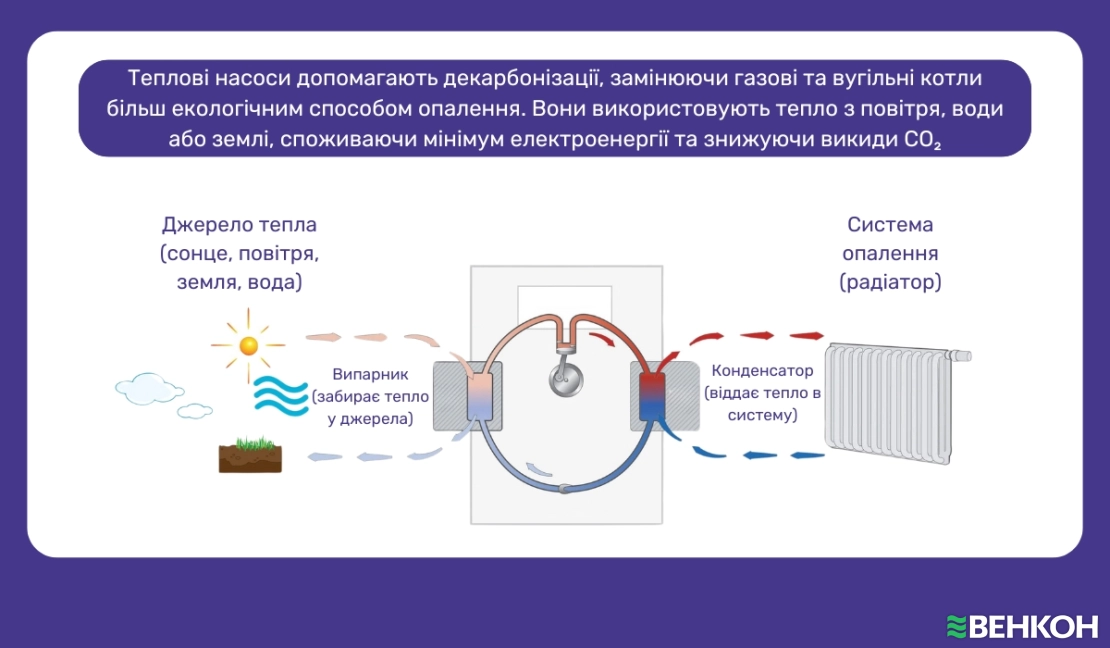 Теплові насоси допомагають декарбонізації, замінюючи газові та вугільні котли
більш екологічним способом опалення. Вони використовують тепло з повітря, води
або землі, споживаючи мінімум електроенергії та знижуючи викиди CO₂
Джерело тепла
(сонце, повітря,
земля, вода)
Система
опалення
(радіатор)
Випарник
(забирає тепло
у джерела)
Конденсатор
(віддає тепло в
систему)
ВЕНКОН